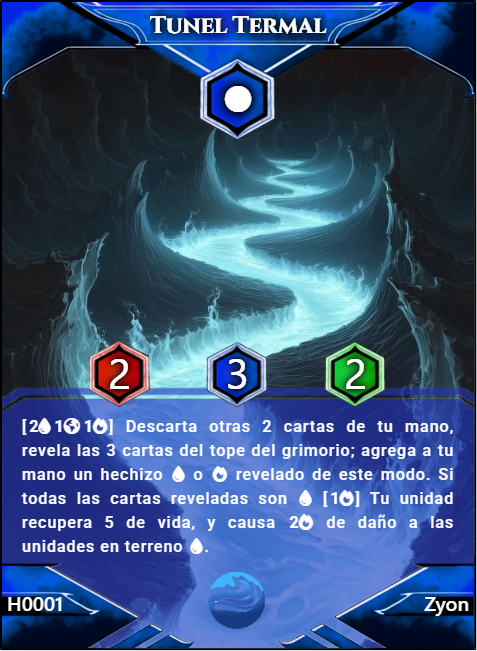 TUNEL TERMAL
2 3 2
[2💧1🌎1🔥] Descarta otras 2 cartas de tu mano,
revela las 3 cartas del tope del grimorio; agrega a tu
mano un hechizo 💧 o 🔥 revelado de este modo. Si
todas las cartas reveladas son 💧 [1🔥] Tu unidad
recupera 5 de vida, y causa 2🔥 de daño a las
unidades en terreno 💧.
H0001 Zyon